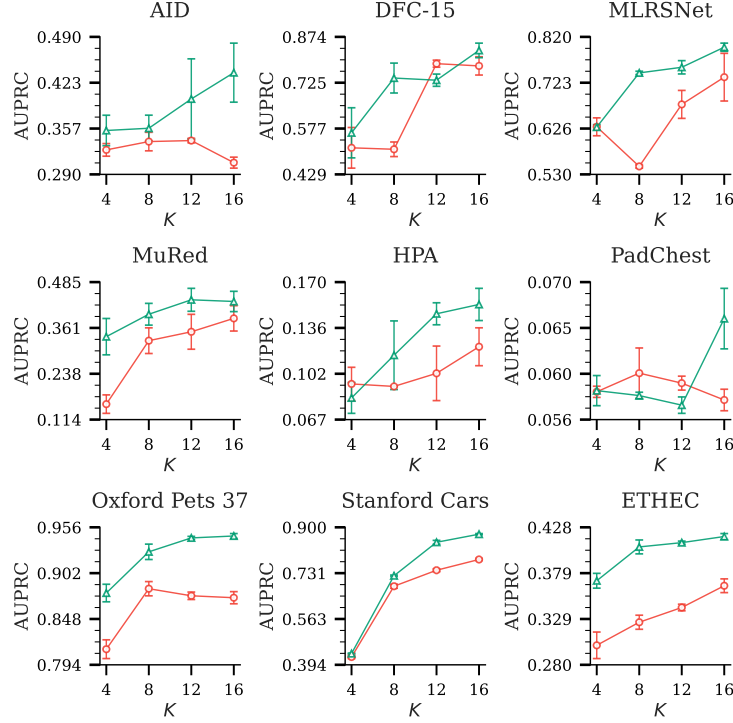 AID
AUPRC
0.490
0.423
0.357
0.290
4 8 12 16
K
DFC-15
AUPRC
0.874
0.725
0.577
0.429
4 8 12 16
K
MLRSNet
AUPRC
0.820
0.723
0.626
0.530
4 8 12 16
K
MuRed
AUPRC
0.485
0.361
0.238
0.114
4 8 12 16
K
HPA
AUPRC
0.170
0.136
0.102
0.067
4 8 12 16
K
PadChest
AUPRC
0.070
0.065
0.060
0.056
4 8 12 16
K
Oxford Pets 37
AUPRC
0.956
0.902
0.848
0.794
4 8 12 16
K
Stanford Cars
AUPRC
0.900
0.731
0.563
0.394
4 8 12 16
K
ETHEC
AUPRC
0.428
0.379
0.329
0.280
4 8 12 16
K